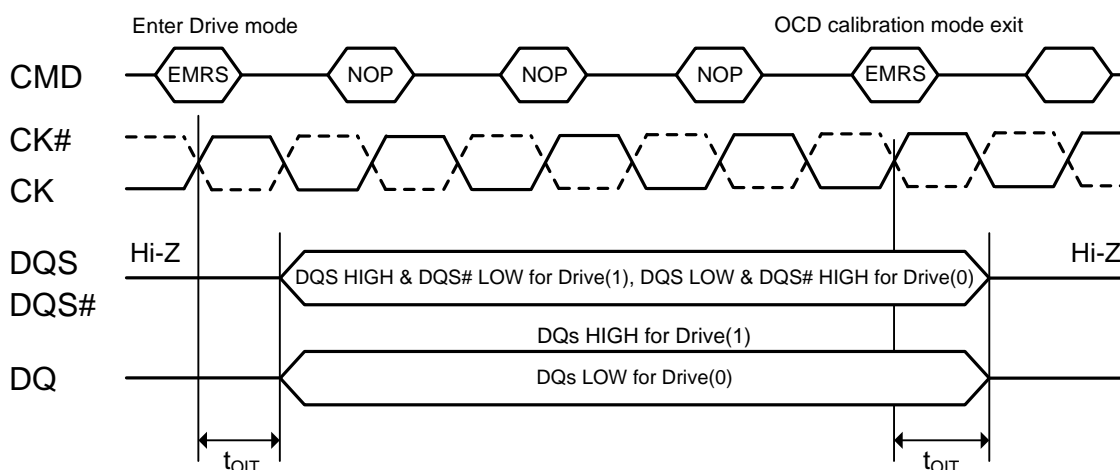 Enter Drive mode
OCD calibration mode exit
CMD
EMRS
NOP
NOP
NOP
EMRS
CK#
CK
Hi-Z
Hi-Z
DQS
DQS HIGH & DQS# LOW for Drive(1), DQS LOW & DQS# HIGH for Drive(0)
DQS#
DQs HIGH for Drive(1)
DQ
DQs LOW for Drive(0)
tOIT
tOIT